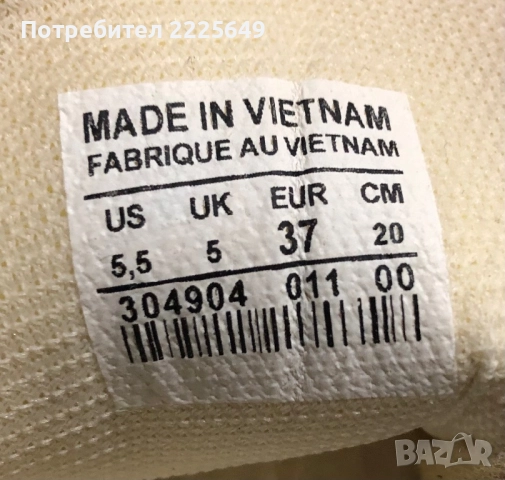 Потребител 2225649
MADE IN VIETNAM
FABRIQUE AU VIETNAM
US UK EUR CM
5,5 5 37 20
304904 011 00
BAZAR